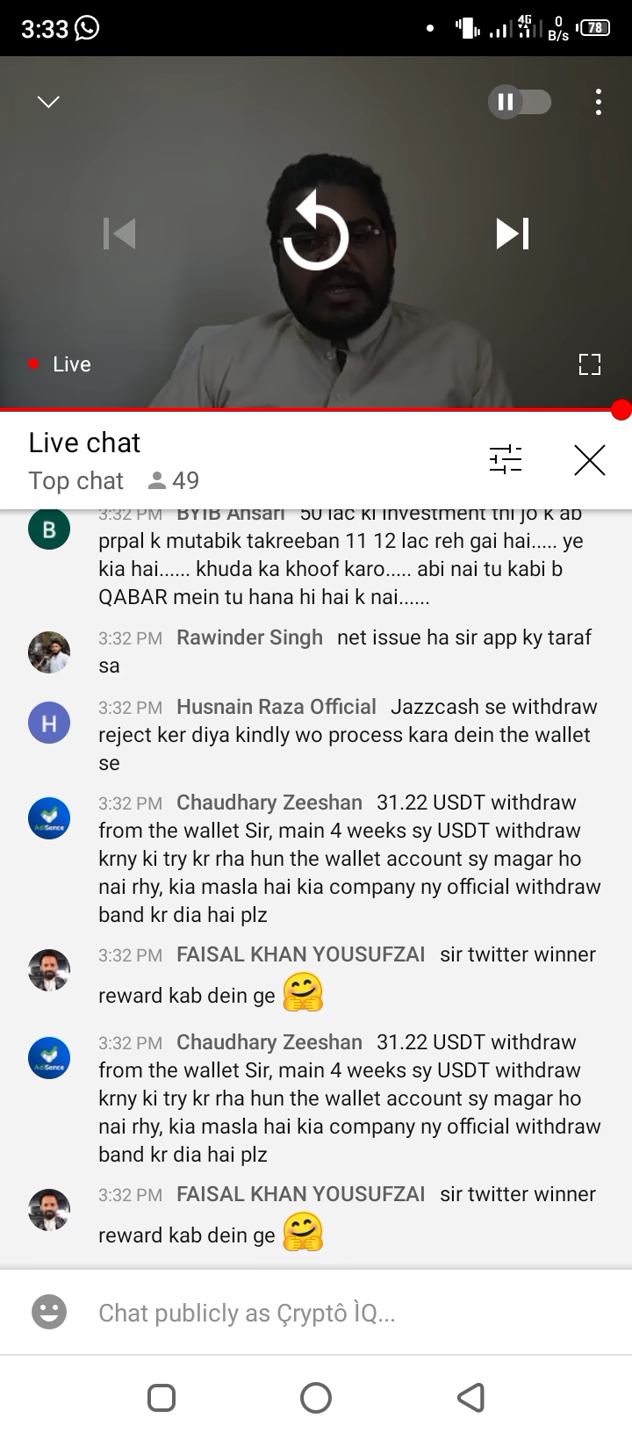 3:33
4G
0
B/s
78
Live
Live chat
Top chat 49
B
3:32 PM BYIB Ansari 50 lac ki investment thi jo k ab
prpal k mutabik takreeban 11 12 lac reh gai hai..... ye
kia hai...... khuda ka khoof karo..... abi nai tu kabi b
QABAR mein tu hana hi hai k nai......
3:32 PM Rawinder Singh net issue ha sir app ky taraf
sa
H
3:32 PM Husnain Raza Official Jazzcash se withdraw
reject ker diya kindly wo process kara dein the wallet
se
3:32 PM Chaudhary Zeeshan 31.22 USDT withdraw
AdiSence
from the wallet Sir, main 4 weeks sy USDT withdraw
krny ki try kr rha hun the wallet account sy magar ho
nai rhy, kia masla hai kia company ny official withdraw
band kr dia hai plz
3:32 PM FAISAL KHAN YOUSUFZAI sir twitter winner
reward kab dein ge 🤗
3:32 PM Chaudhary Zeeshan 31.22 USDT withdraw
AdiSence
from the wallet Sir, main 4 weeks sy USDT withdraw
krny ki try kr rha hun the wallet account sy magar ho
nai rhy, kia masla hai kia company ny official withdraw
band kr dia hai plz
3:32 PM FAISAL KHAN YOUSUFZAI sir twitter winner
reward kab dein ge 🤗
Chat publicly as Çryptô ÌQ...